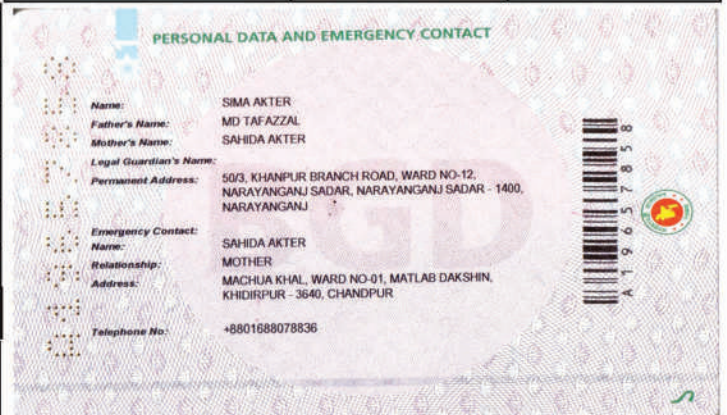 PERSONAL DATA AND EMERGENCY CONTACT
Name: SIMA AKTER
Father's Name: MD TAFAZZAL
Mother's Name: SAHIDA AKTER
Legal Guardian's Name:
Permanent Address: 50/3, KHANPUR BRANCH ROAD, WARD NO-12,
NARAYANGANJ SADAR, NARAYANGANJ SADAR - 1400,
NARAYANGANJ
Emergency Contact:
Name: SAHIDA AKTER
Relationship: MOTHER
Address: MACHUA KHAL, WARD NO-01, MATLAB DAKSHIN,
KHIDIRPUR - 3640, CHANDPUR
Telephone No: +8801688078836
A19657858
BGD